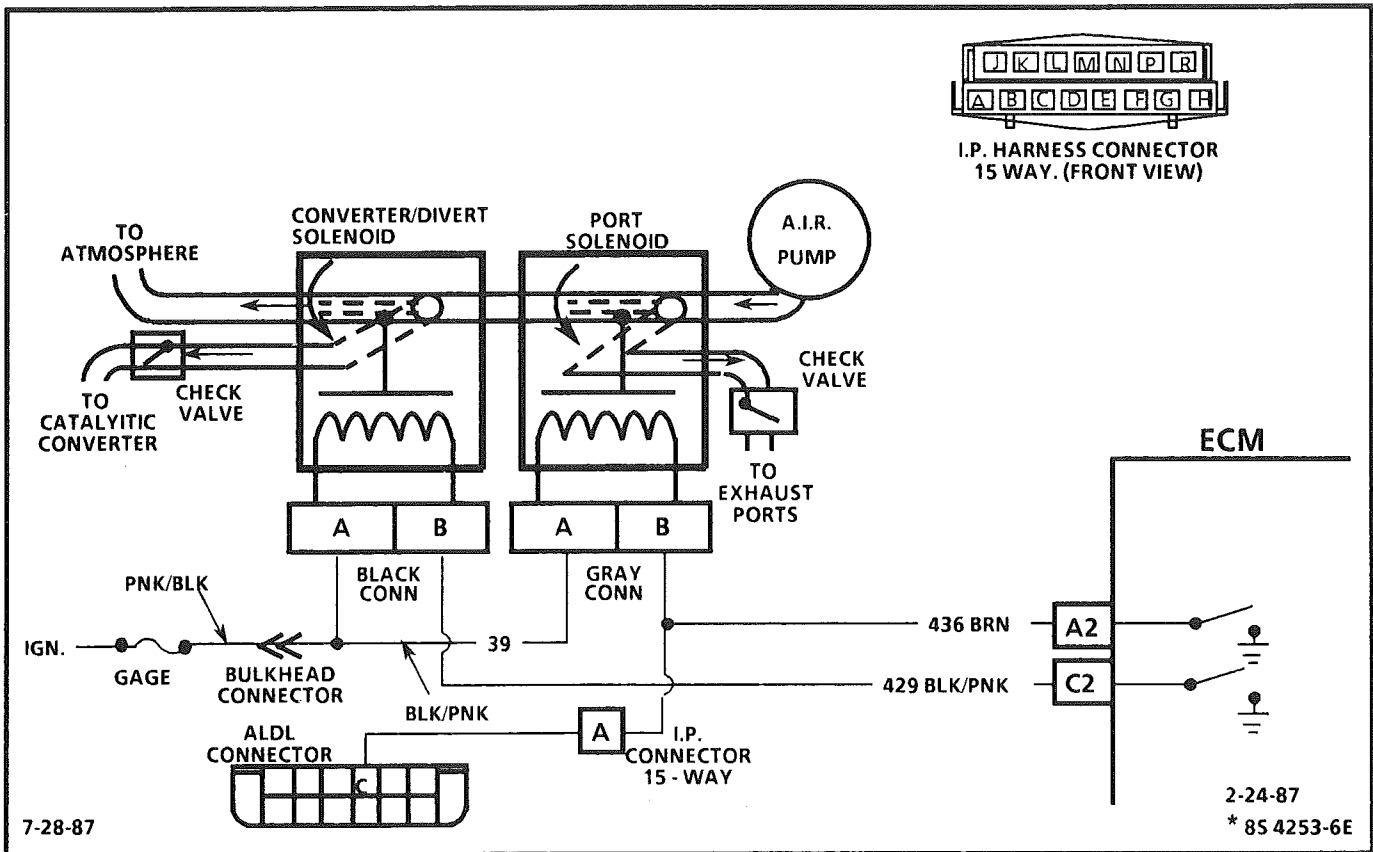 J K L M N P R
A B C D E F G H
I.P. HARNESS CONNECTOR
15 WAY. (FRONT VIEW)
TO
ATMOSPHERE
CONVERTER/DIVERT
SOLENOID
PORT
SOLENOID
A.I.R.
PUMP
CHECK
VALVE
TO
CATALYITIC
CONVERTER
CHECK
VALVE
TO
EXHAUST
PORTS
ECM
A B
A B
BLACK
CONN
GRAY
CONN
PNK/BLK
IGN.
GAGE
BULKHEAD
CONNECTOR
39
BLK/PNK
436 BRN
A2
429 BLK/PNK
C2
ALDL
CONNECTOR
C
A
I.P.
CONNECTOR
15 - WAY
7-28-87
2-24-87
* 8S 4253-6E